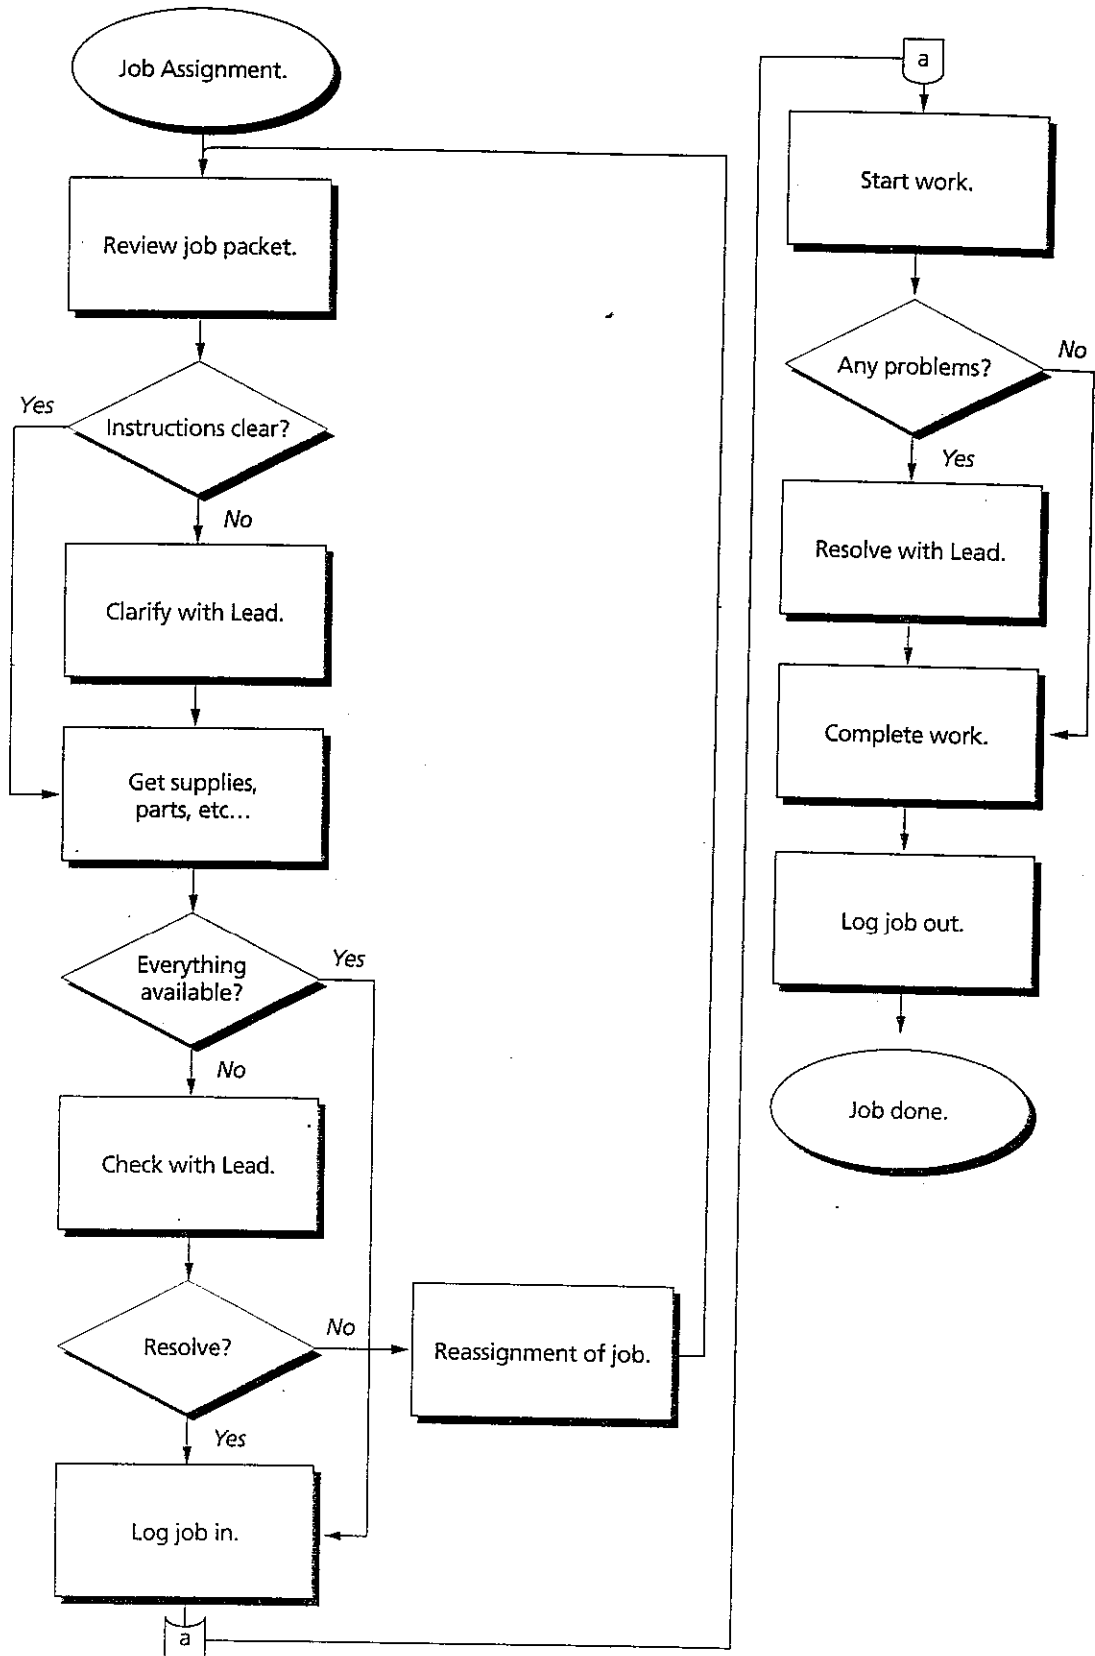 Job Assignment.
Review job packet.
Yes
Instructions clear?
No
Clarify with Lead.
Get supplies,
parts, etc...
Everything
available?
Yes
No
Check with Lead.
Resolve?
No
Reassignment of job.
Yes
Log job in.
a
a
Start work.
Any problems?
No
Yes
Resolve with Lead.
Complete work.
Log job out.
Job done.